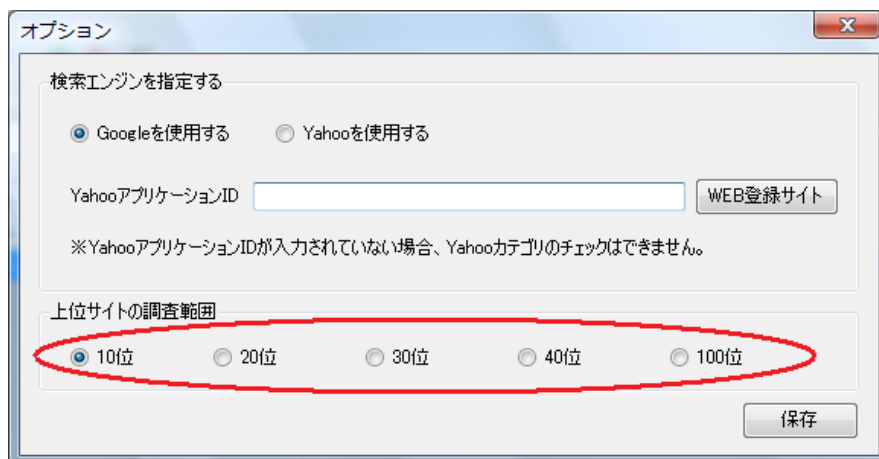 オプション
検索エンジンを指定する
Googleを使用する Yahooを使用する
YahooアプリケーションID WEB登録サイト
※YahooアプリケーションIDが入力されていない場合、Yahooカテゴリのチェックはできません。
上位サイトの調査範囲
10位 20位 30位 40位 100位
保存